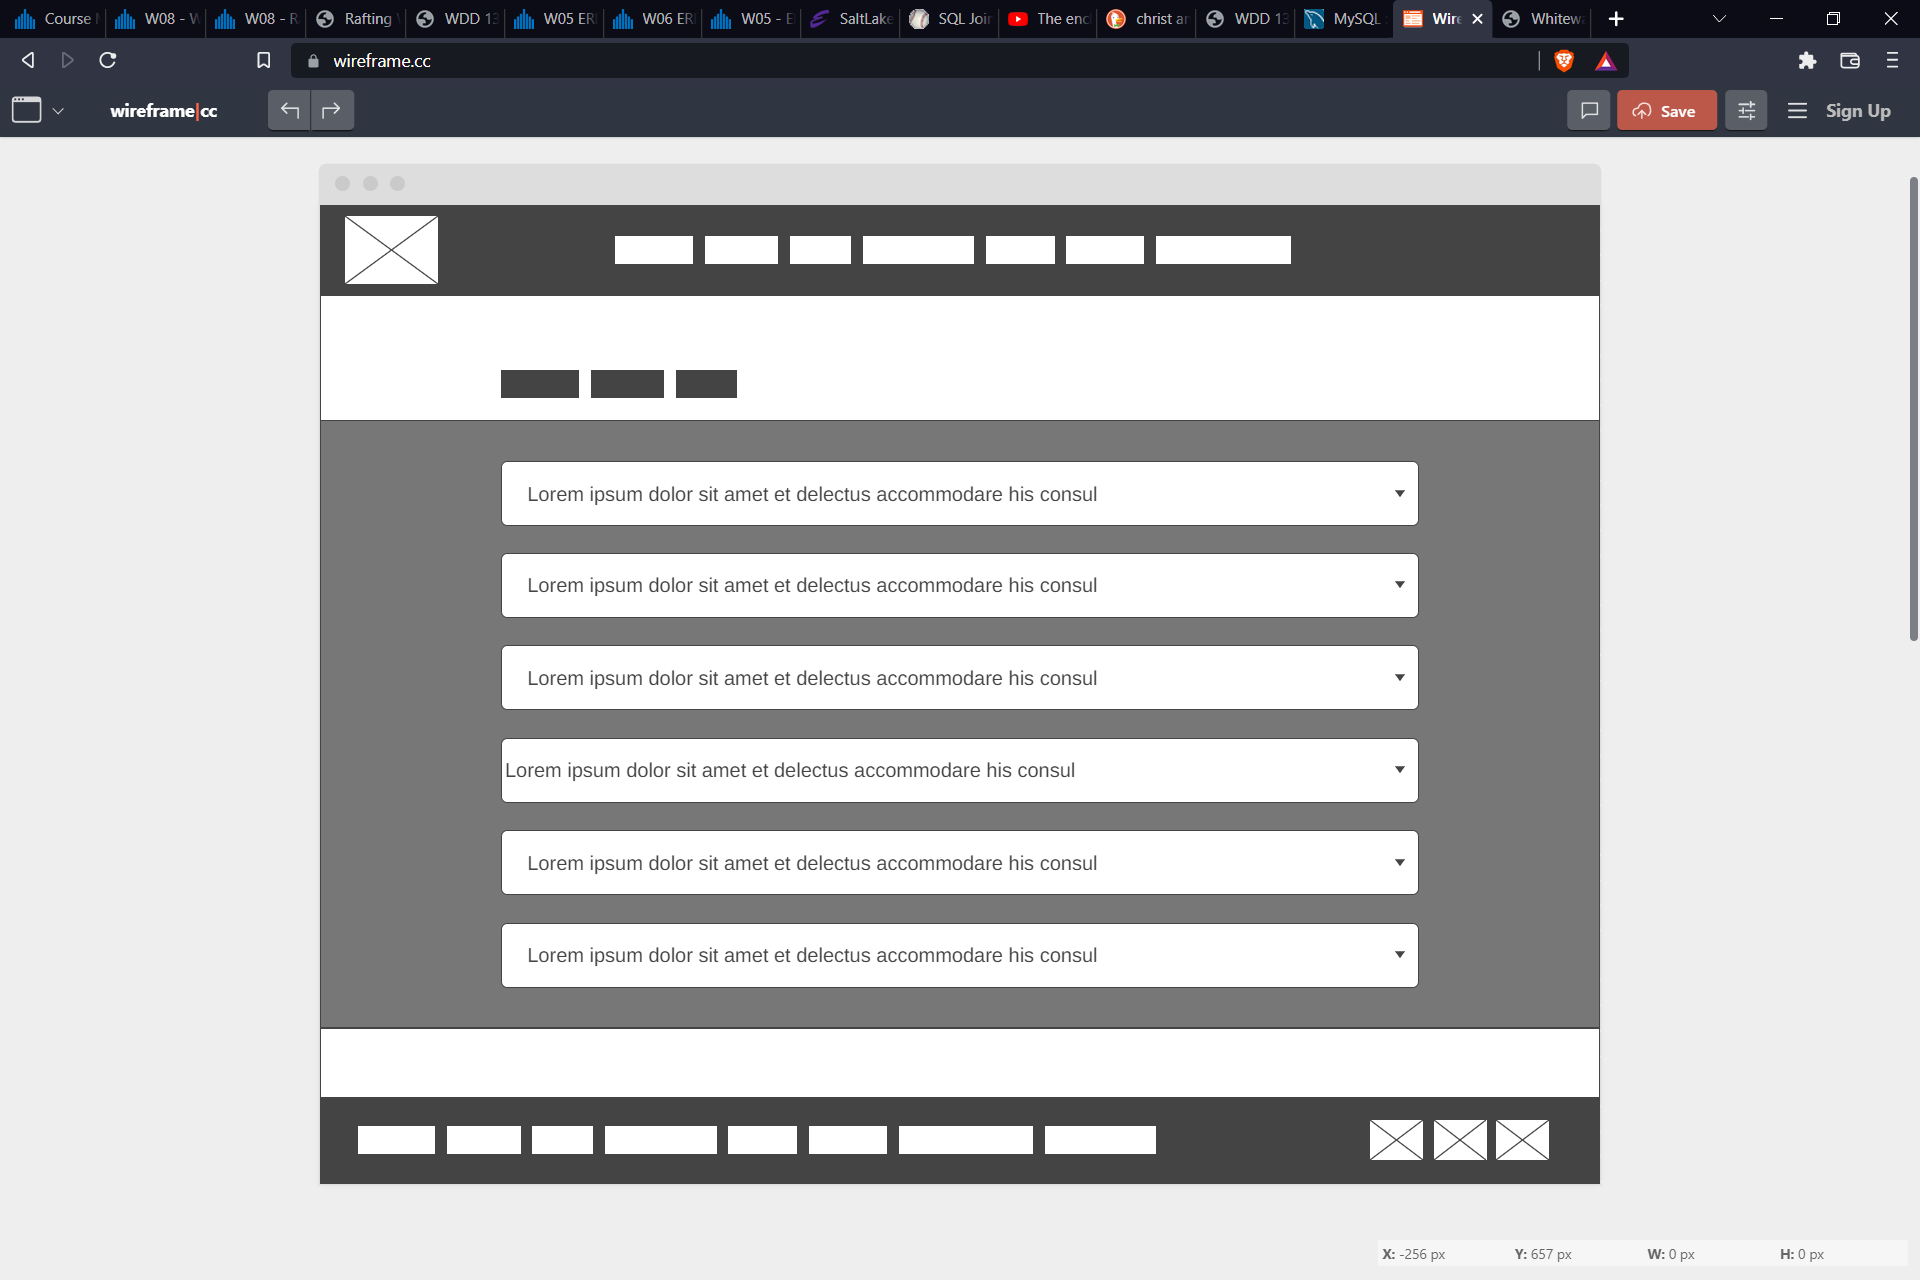 Course W08 - W W08 - R Rafting WDD 13 W05 ER W06 ER W05 - E SaltLake SQL Join The end christ an WDD 13 MySQL Wire Whitew
wireframe.cc
wireframe|cc Save Sign Up
Lorem ipsum dolor sit amet et delectus accommodare his consul
Lorem ipsum dolor sit amet et delectus accommodare his consul
Lorem ipsum dolor sit amet et delectus accommodare his consul
Lorem ipsum dolor sit amet et delectus accommodare his consul
Lorem ipsum dolor sit amet et delectus accommodare his consul
Lorem ipsum dolor sit amet et delectus accommodare his consul
X: -256 px Y: 657 px W: 0 px H: 0 px